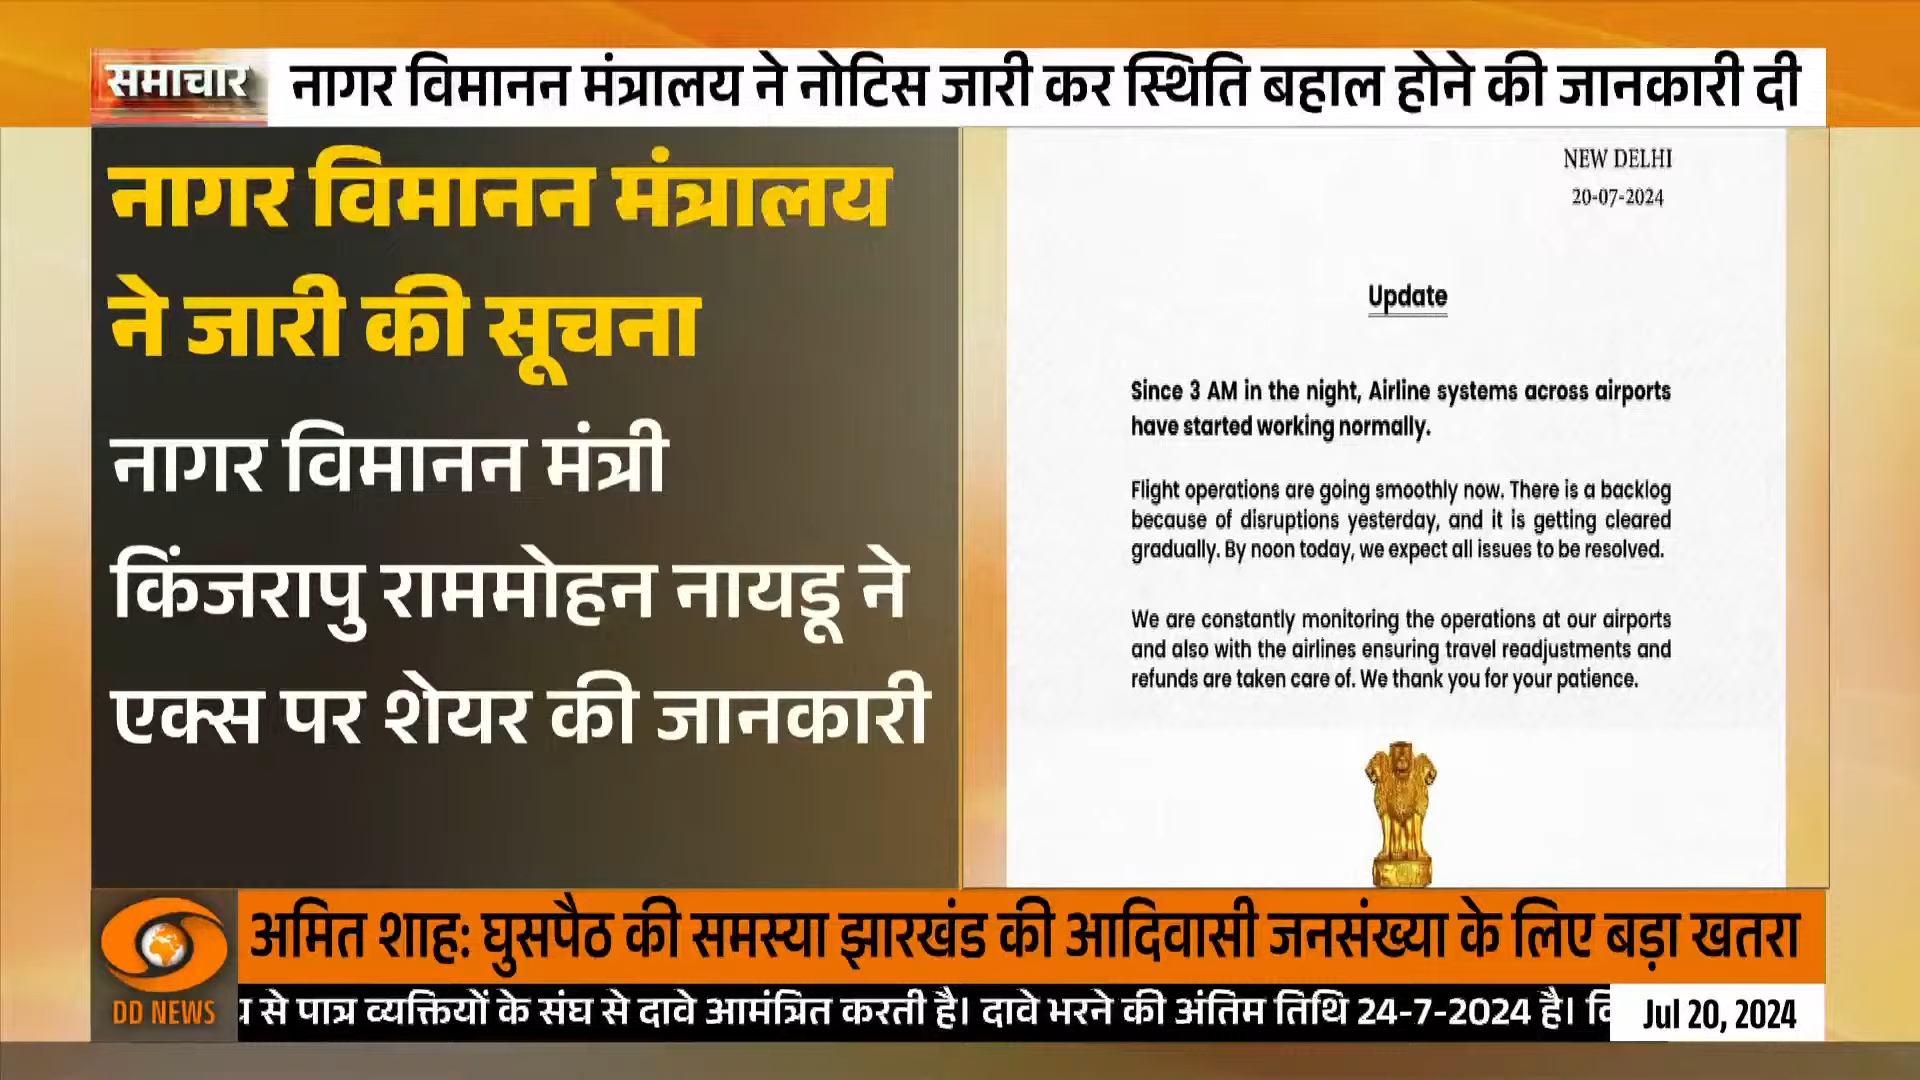 समाचार
नागर विमानन मंत्रालय ने नोटिस जारी कर स्थिति बहाल होने की जानकारी दी
नागर विमानन मंत्रालय
ने जारी की सूचना
नागर विमानन मंत्री
किंजरापु राममोहन नायडू ने
एक्स पर शेयर की जानकारी
NEW DELHI
20-07-2024
Update
Since 3 AM in the night, Airline systems across airports
have started working normally.
Flight operations are going smoothly now. There is a backlog
because of disruptions yesterday, and it is getting cleared
gradually. By noon today, we expect all issues to be resolved.
We are constantly monitoring the operations at our airports
and also with the airlines ensuring travel readjustments and
refunds are taken care of. We thank you for your patience.
अमित शाह: घुसपैठ की समस्या झारखंड की आदिवासी जनसंख्या के लिए बड़ा खतरा
DD NEWS
से पात्र व्यक्तियों के संघ से दावे आमंत्रित करती है। दावे भरने की अंतिम तिथि 24-7-2024 है।
Jul 20, 2024